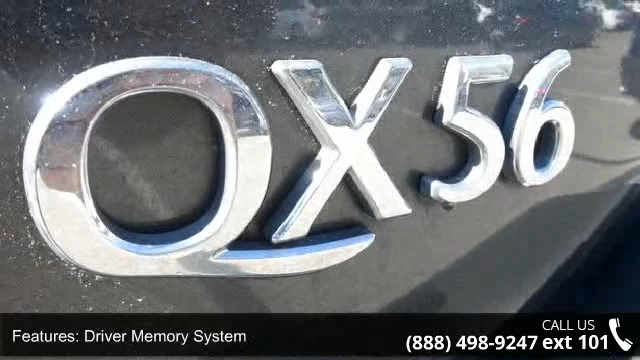 QX56
Features: Driver Memory System
CALL US
(888) 498-9247 ext 101